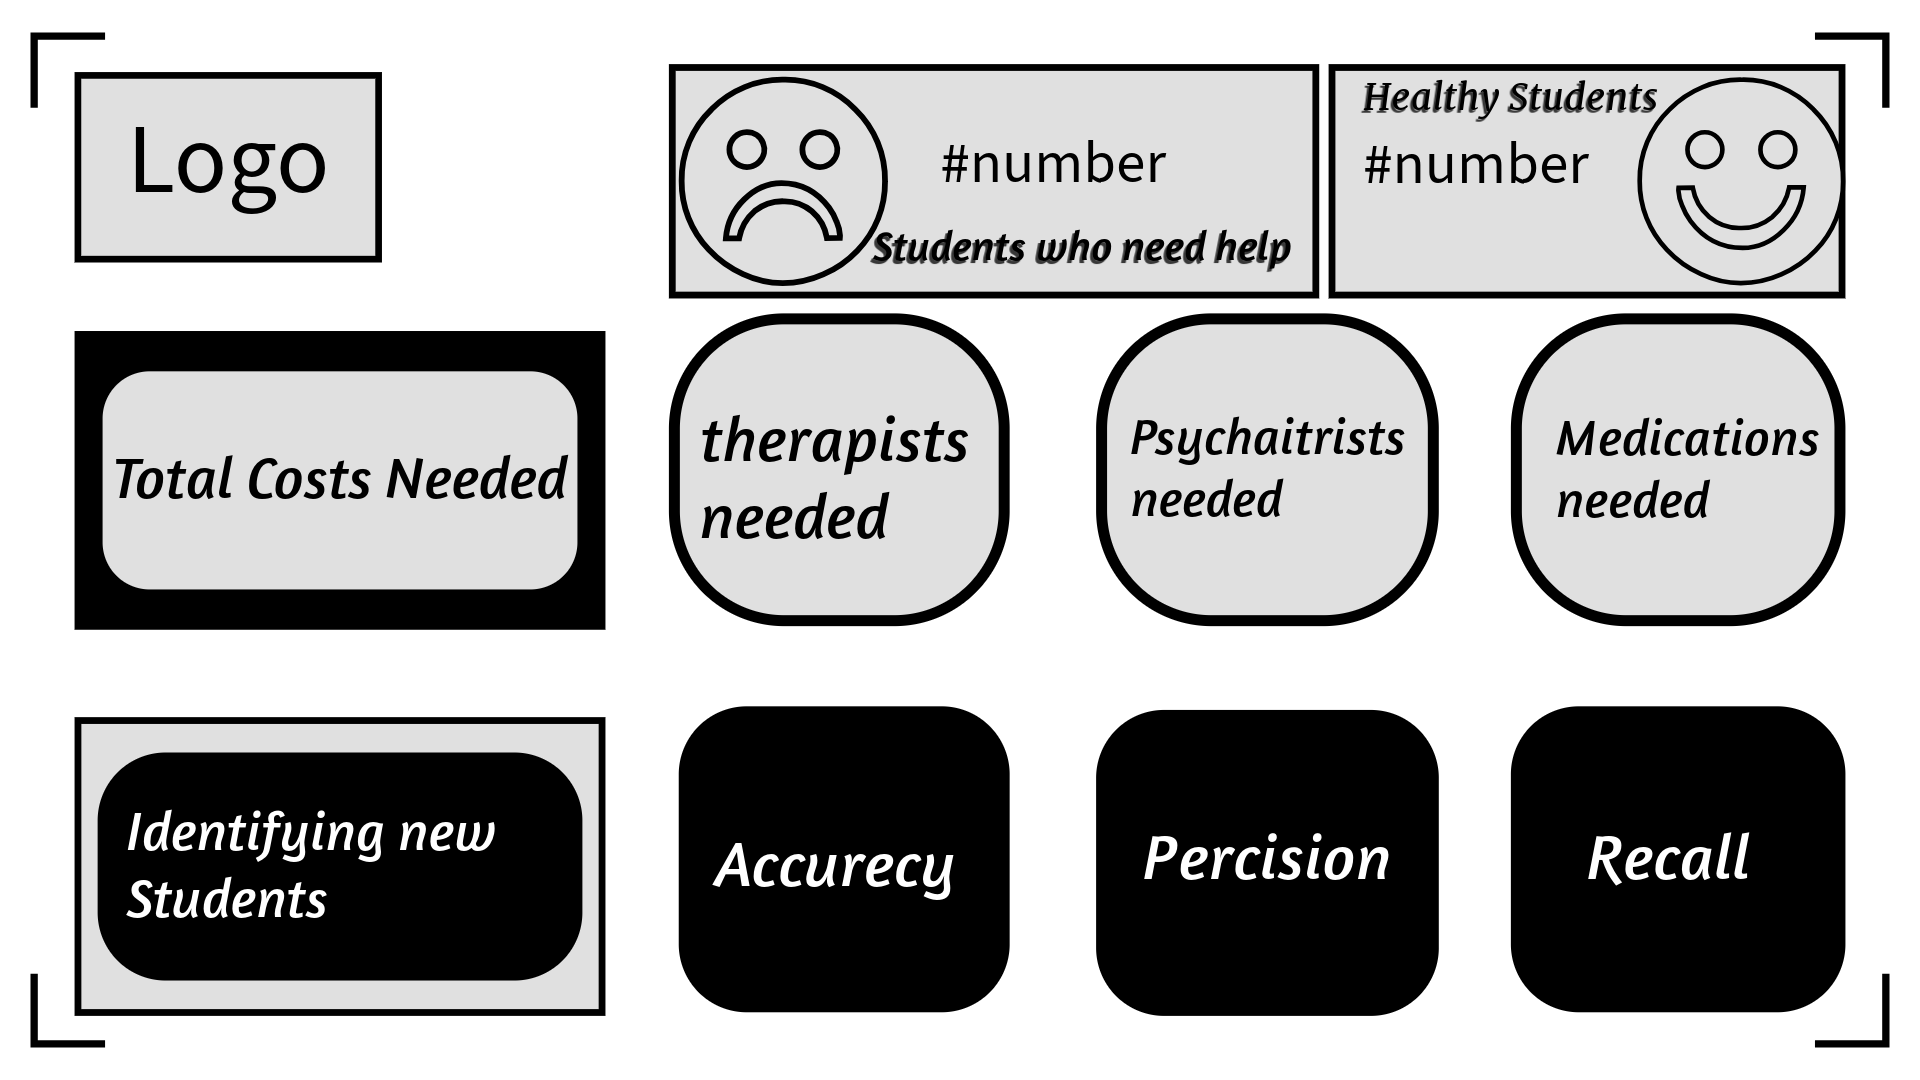 Logo
#number
Students who need help
Healthy Students
#number
Total Costs Needed
therapists
needed
Psychaitrists
needed
Medications
needed
Identifying new
Students
Accurecy
Percision
Recall